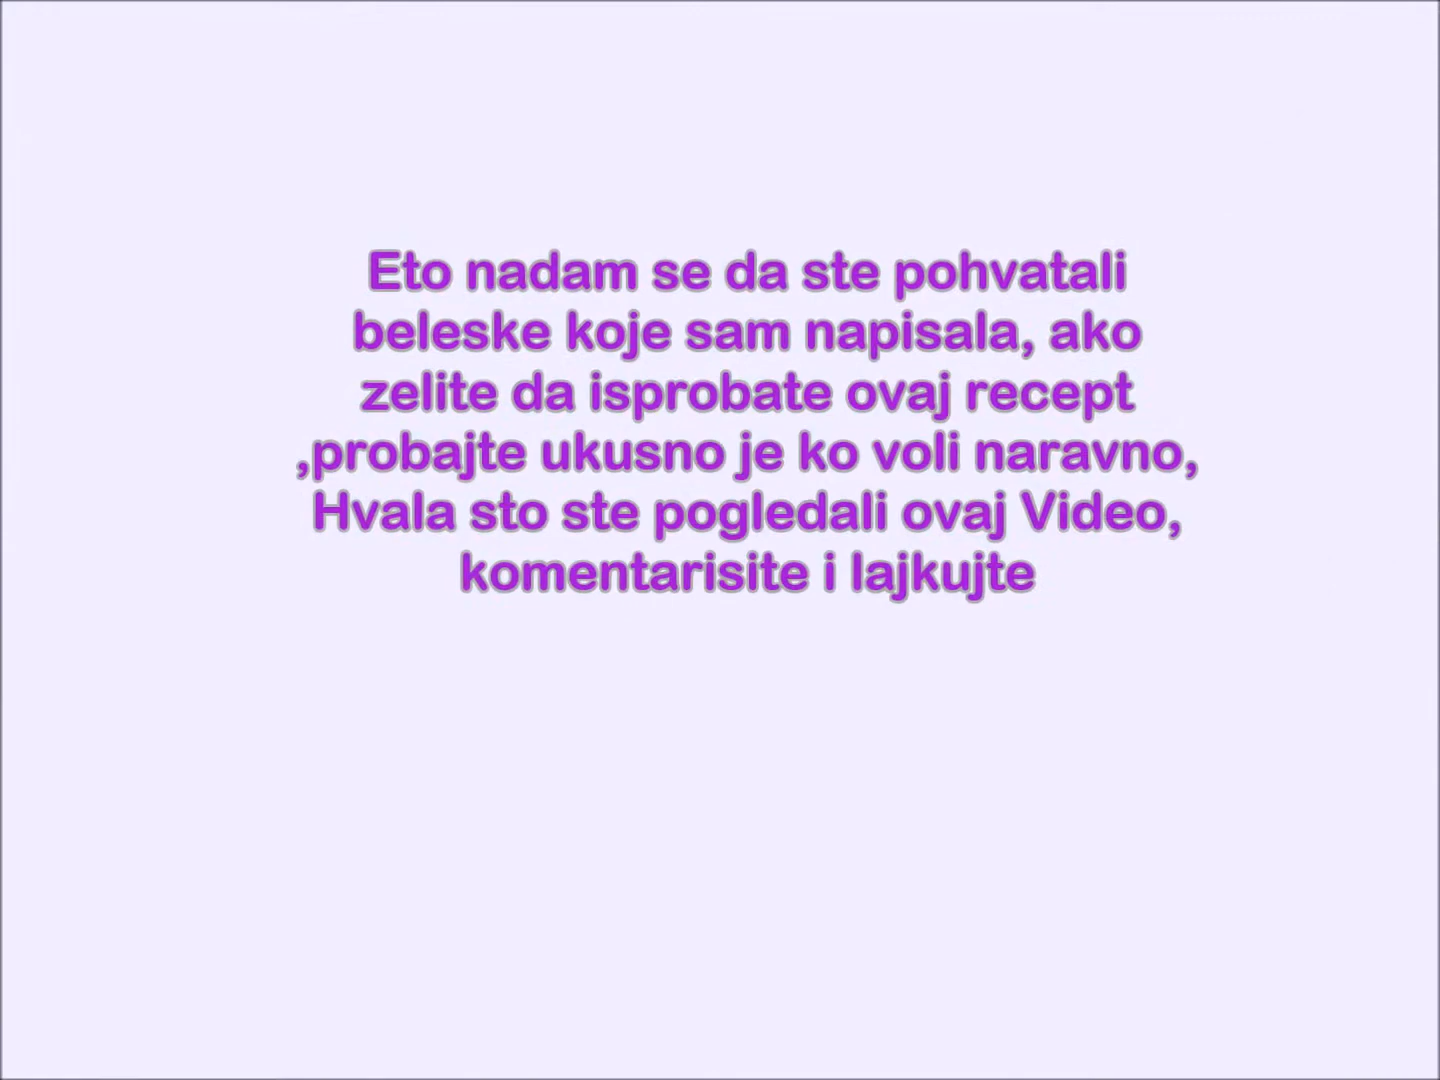 Eto nadam se da ste pohvatali
beleske koje sam napisala, ako
zelite da isprobate ovaj recept
,probajte ukusno je ko voli naravno,
Hvala sto ste pogledali ovaj Video,
komentarisite i lajkujte